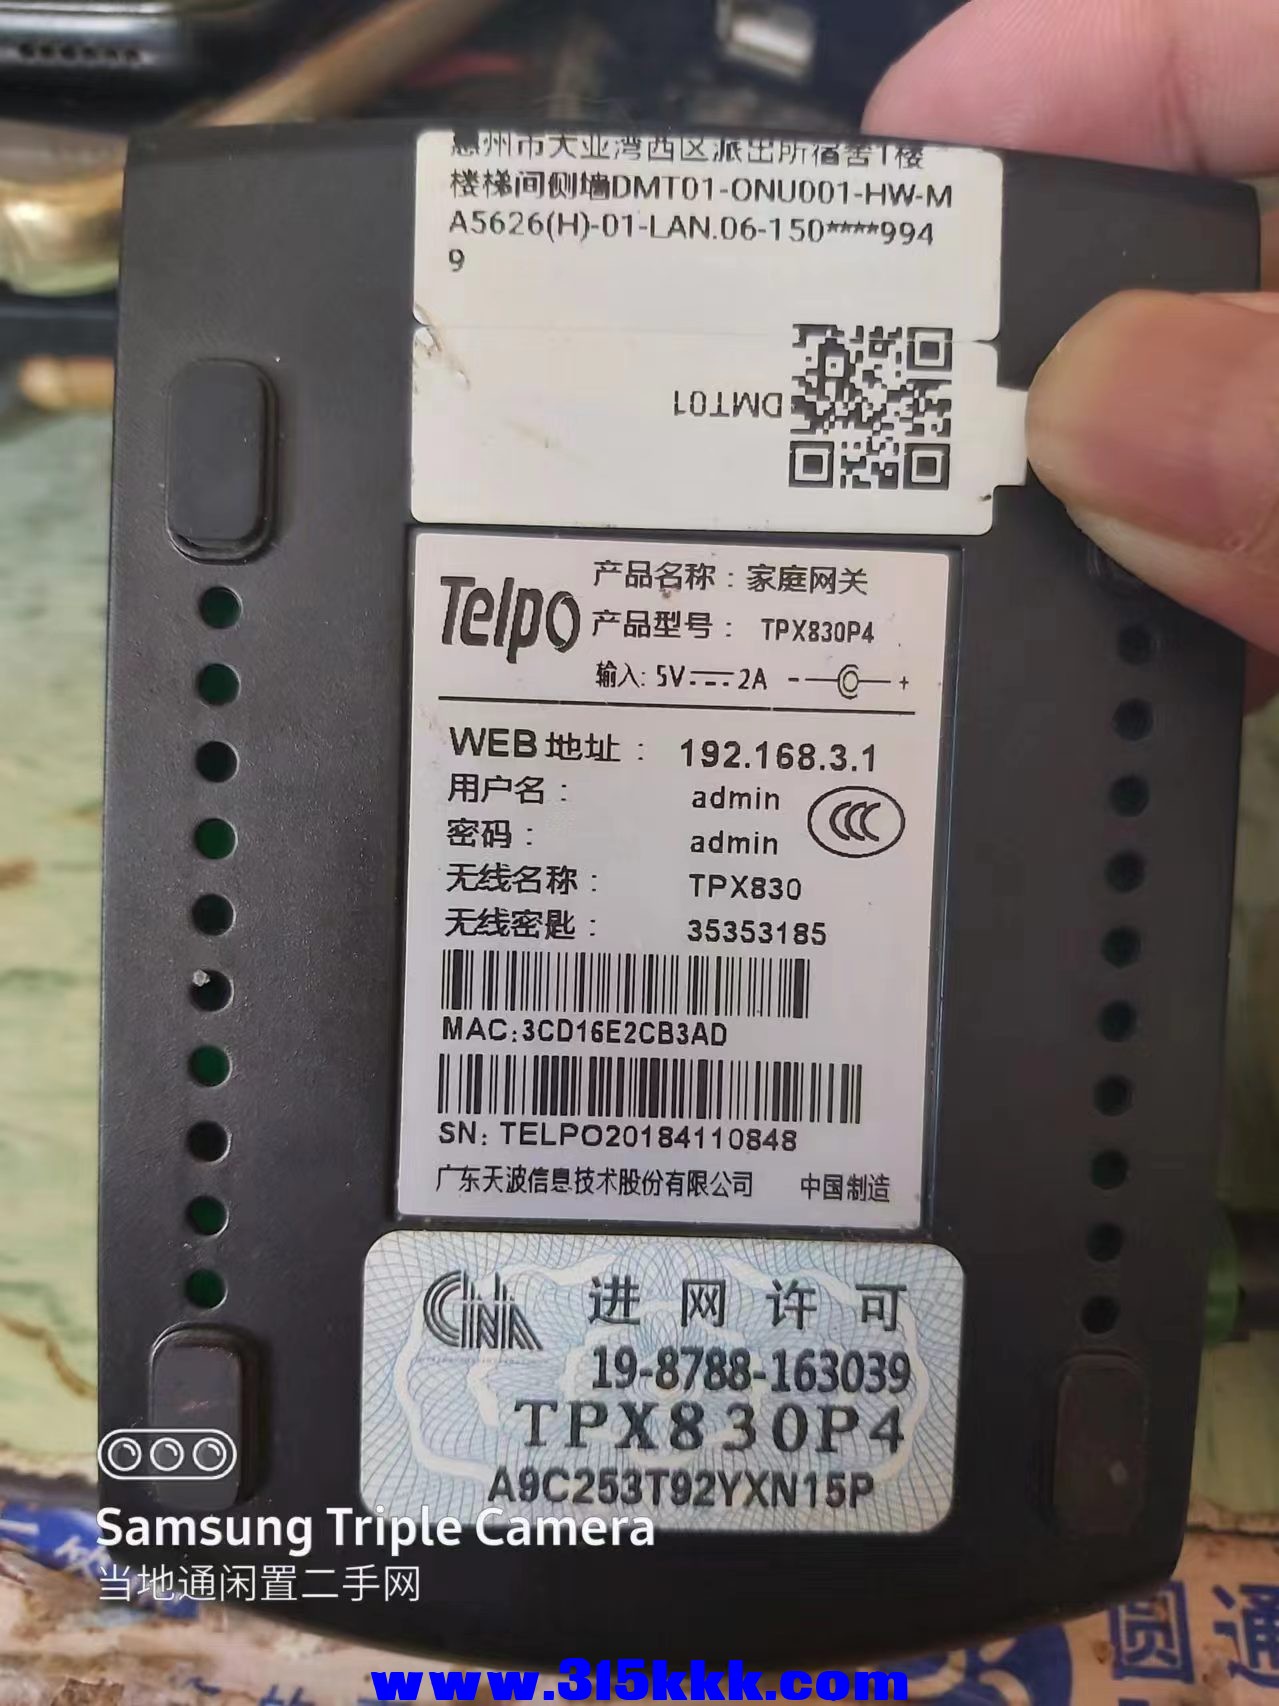 惠州市大亚湾西区派出所宿舍1楼
楼梯间侧墙DMT01-ONU001-HW-M
A5626(H)-01-LAN.06-150****994
9
DMT01
Telpo
产品名称：家庭网关
产品型号： TPX830P4
输入: 5V 2A - +
WEB 地址： 192.168.3.1
用户名： admin
密码： admin
无线名称： TPX830
无线密匙： 35353185
MAC:3CD16E2CB3AD
SN: TELPO20184110848
广东天波信息技术股份有限公司 中国制造
CNA 进网许可
19-8788-163039
TPX830P4
A9C253T92YXN15P
Samsung Triple Camera
当地通闲置二手网
圆通
www.315kkk.com